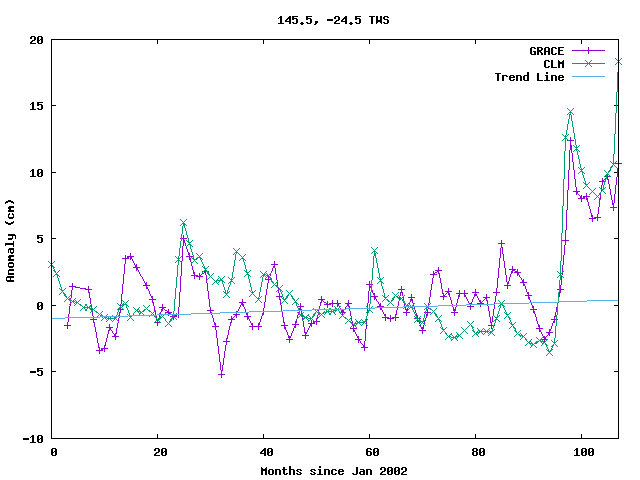 145.5, -24.5 TWS
GRACE
CLM
Trend Line
20
15
10
5
0
-5
-10
Anomaly (cm)
0 20 40 60 80 100
Months since Jan 2002